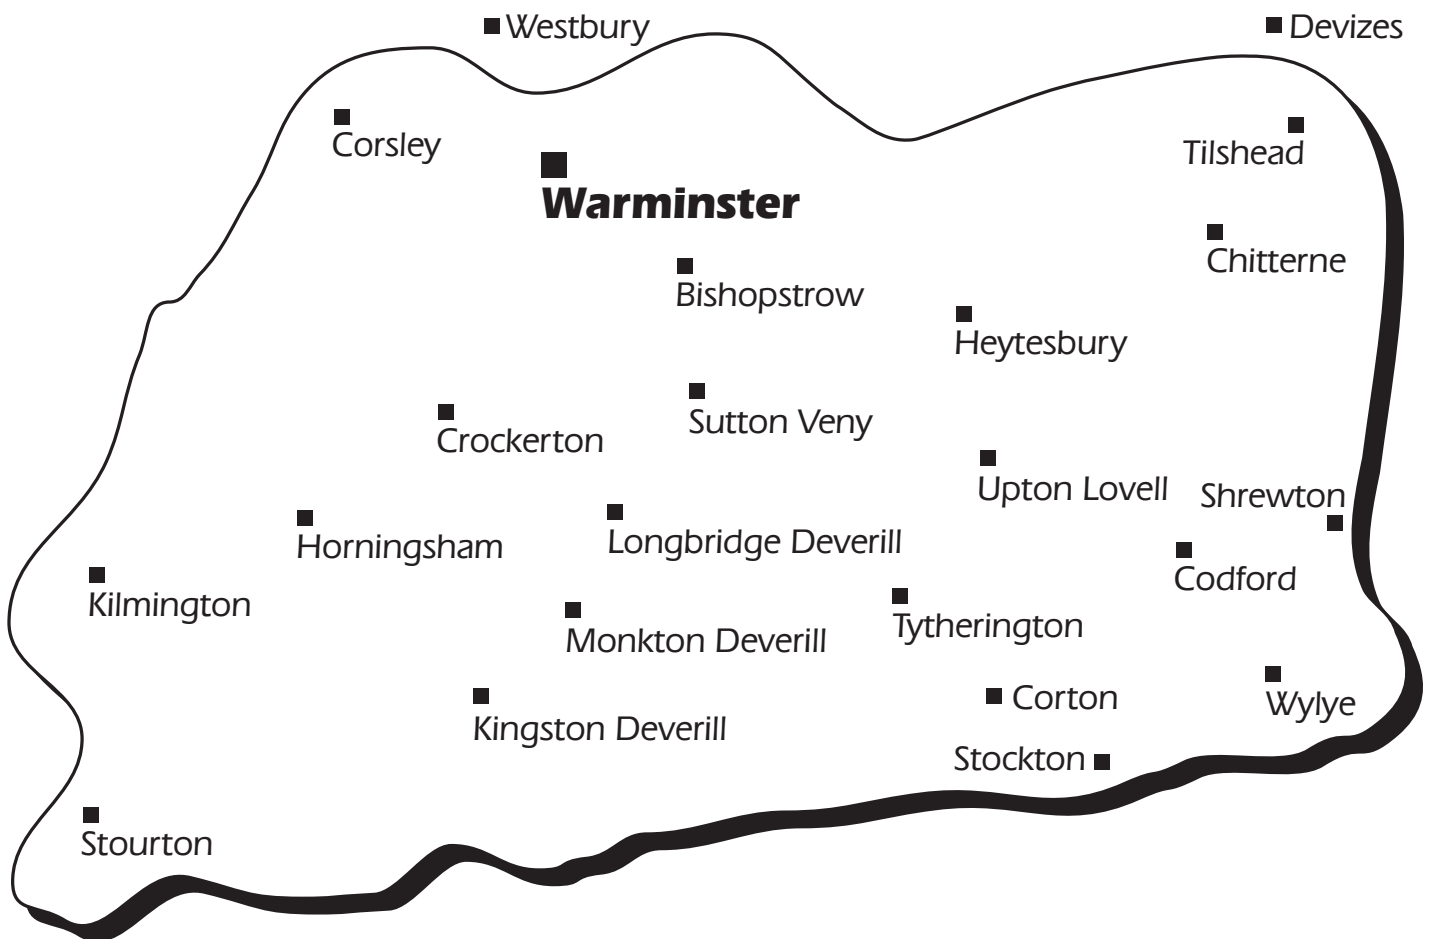 Westbury
Devizes
Corsley
Tilshead
Warminster
Chitterne
Bishopstrow
Heytesbury
Sutton Veny
Crockerton
Upton Lovell
Shrewton
Longbridge Deverill
Horningsham
Codford
Kilmington
Tytherington
Monkton Deverill
Corton
Wylye
Kingston Deverill
Stockton
Stourton